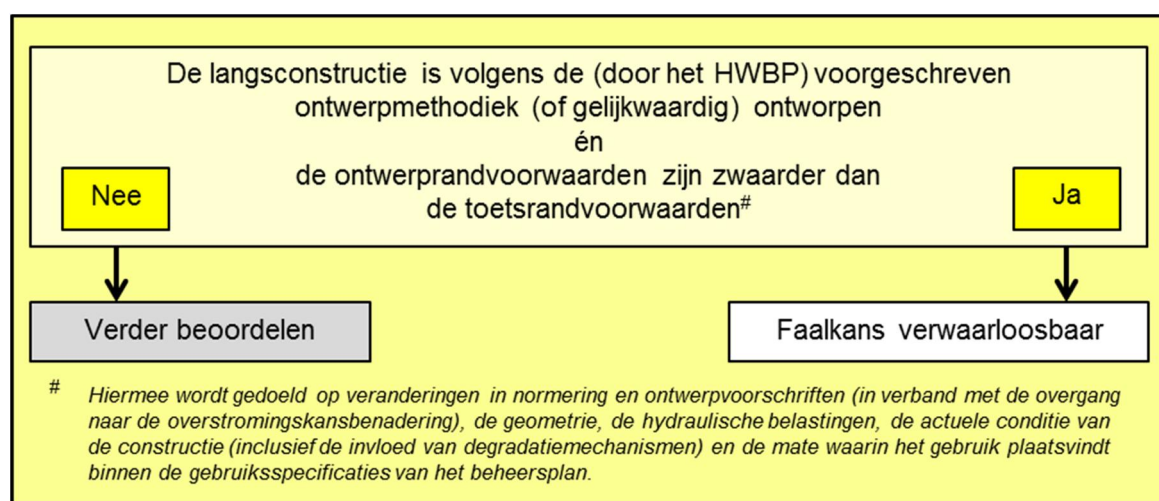 De langsconstructie is volgens de (door het HWBP) voorgeschreven
ontwerpmethodiek (of gelijkwaardig) ontworpen
én
de ontwerprandvoorwaarden zijn zwaarder dan
de toetsrandvoorwaarden#
Nee
Ja
Verder beoordelen
Faalkans verwaarloosbaar
# Hiermee wordt gedoeld op veranderingen in normering en ontwerpvoorschriften (in verband met de overgang
naar de overstromingskansbenadering), de geometrie, de hydraulische belastingen, de actuele conditie van
de constructie (inclusief de invloed van degradatiemechanismen) en de mate waarin het gebruik plaatsvindt
binnen de gebruiksspecificaties van het beheersplan.